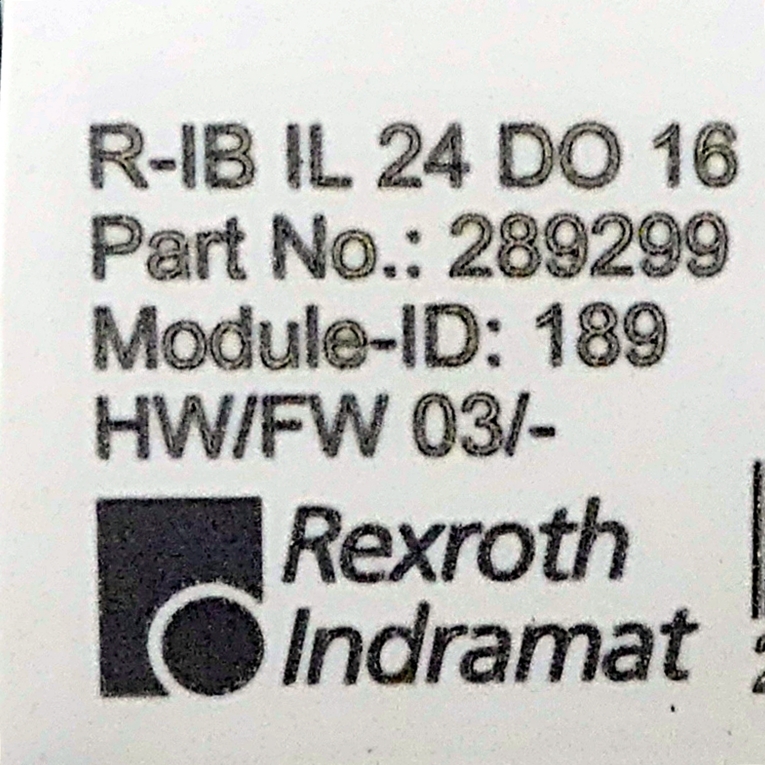 R-IB IL 24 DO 16
Part No.: 289299
Module-ID: 189
HW/FW 03/-
Rexroth
Indramat